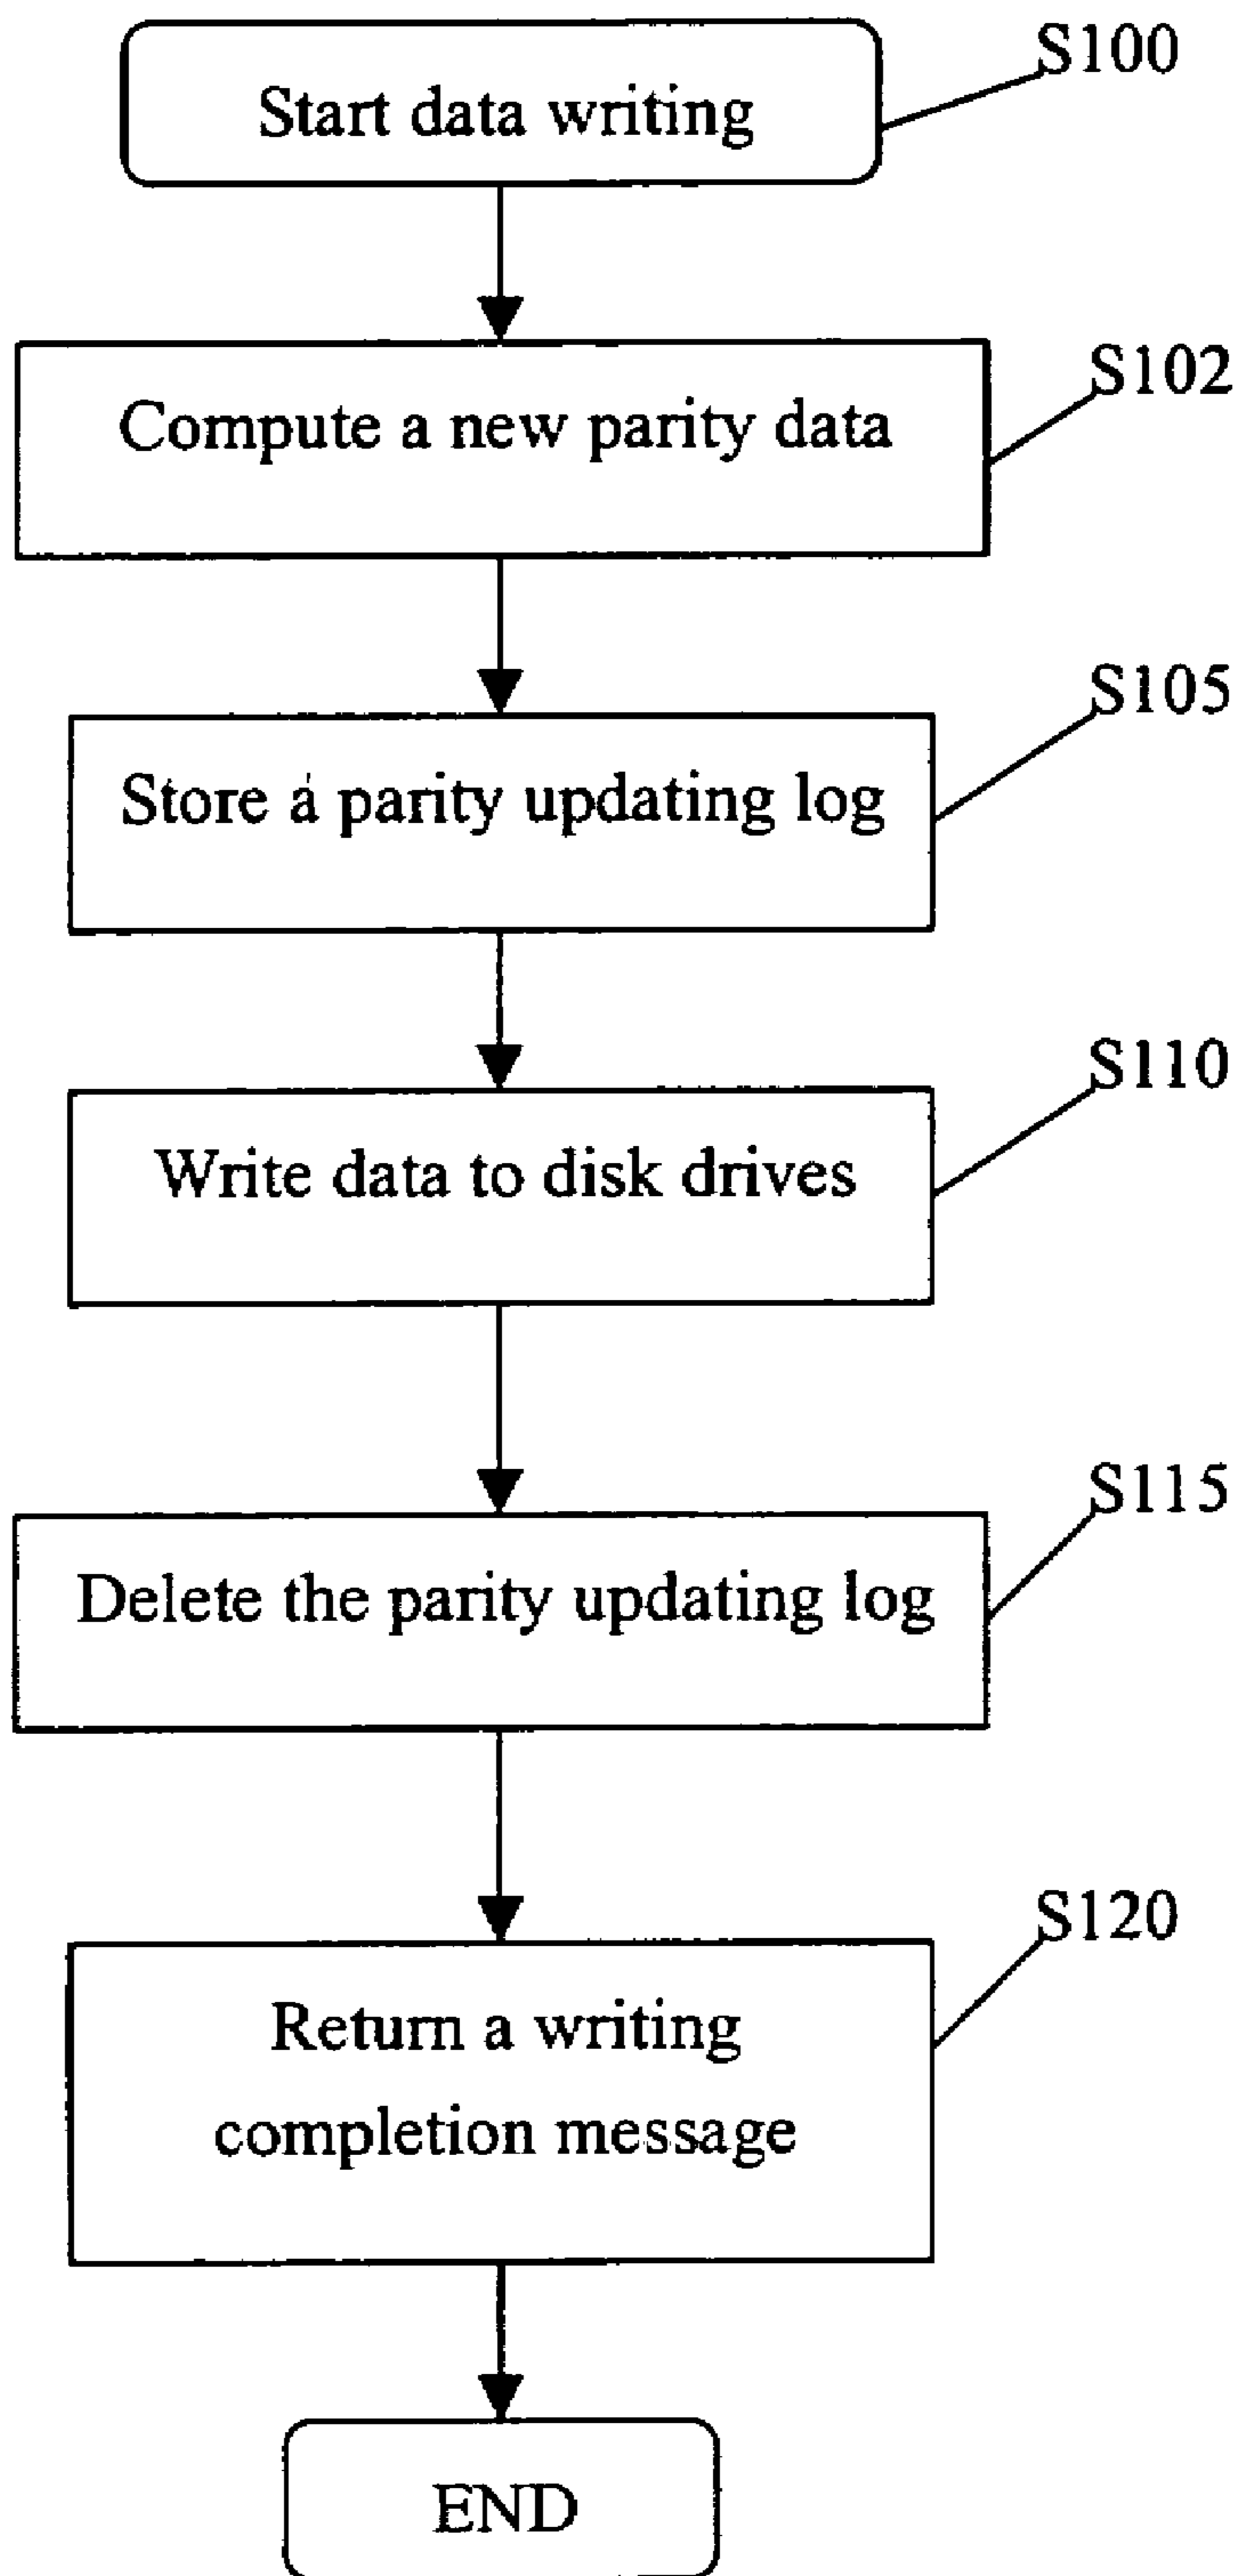 Start data writing
S100
Compute a new parity data
S102
Store a parity updating log
S105
Write data to disk drives
S110
Delete the parity updating log
S115
Return a writing
completion message
S120
END